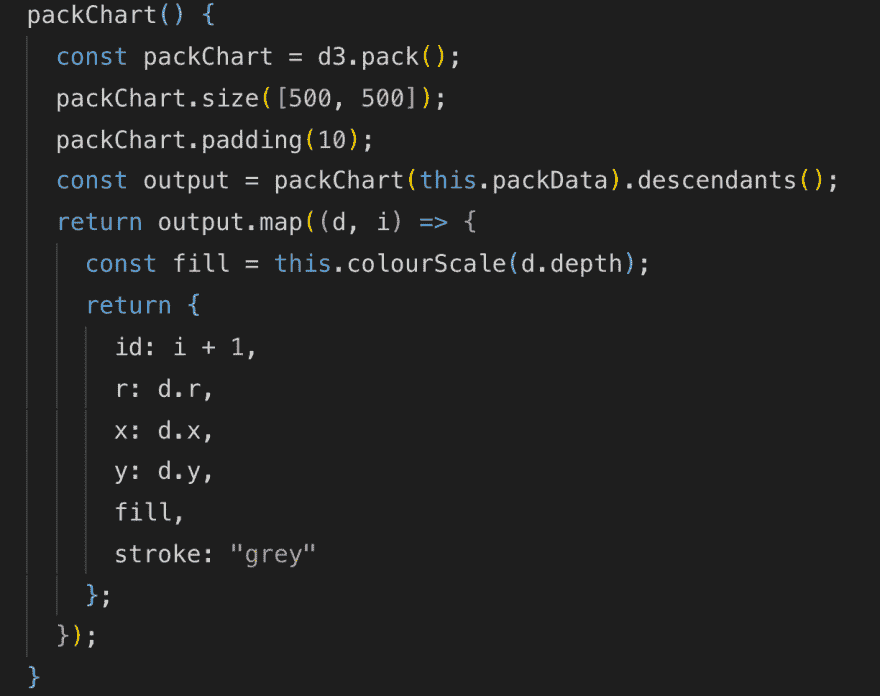 packChart() {
const packChart = d3.pack();
packChart.size([500, 500]);
packChart.padding(10);
const output = packChart(this.packData).descendants();
return output.map((d, i) => {
const fill = this.colourScale(d.depth);
return {
id: i + 1,
r: d.r,
x: d.x,
y: d.y,
fill,
stroke: "grey"
};
});
}